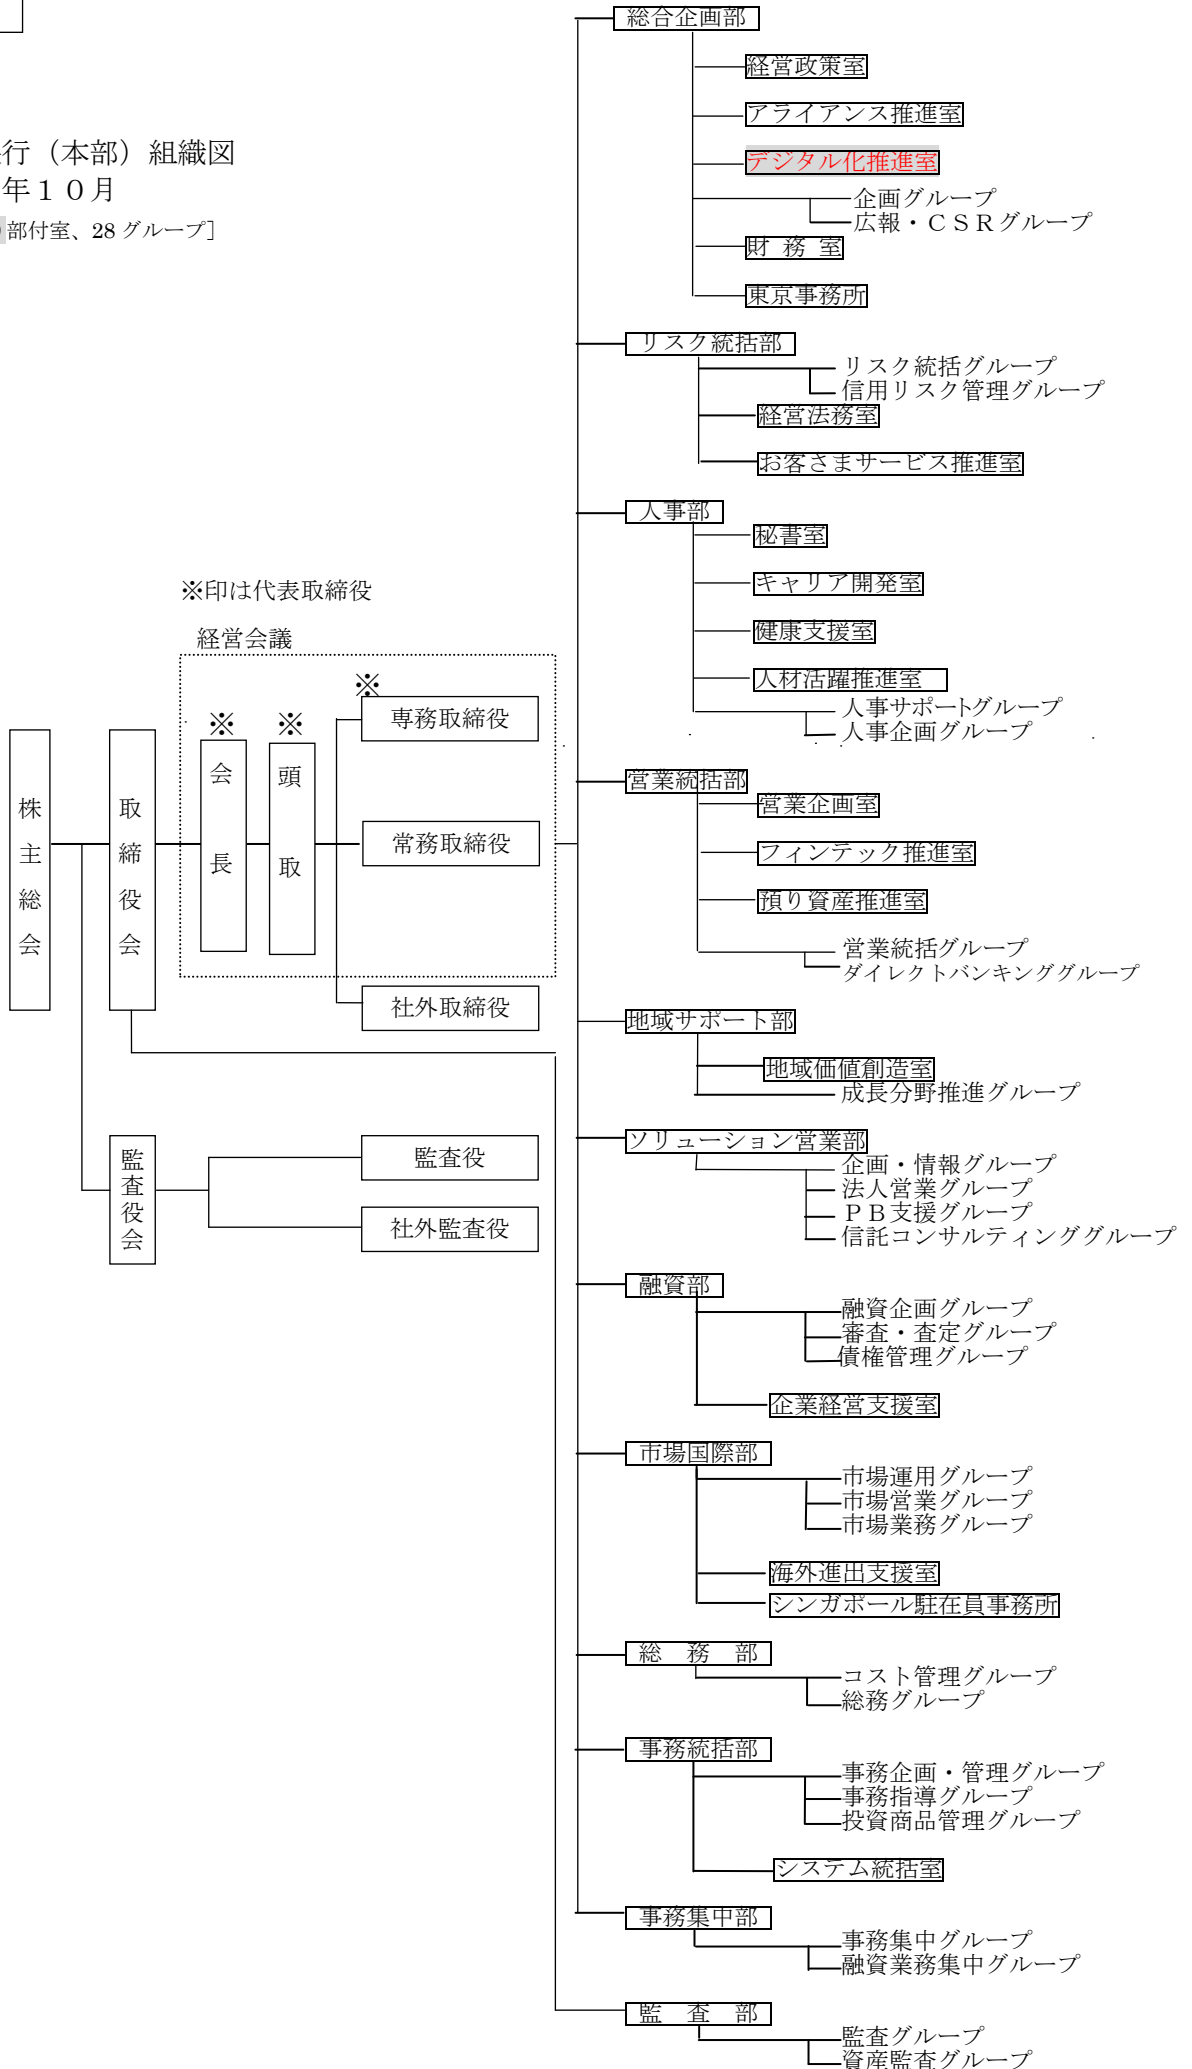 総合企画部
経営政策室
アライアンス推進室
行（本部）組織図
デジタル化推進室
年１０月
企画グループ
部付室、28 グループ］
広報・ＣＳＲグループ
財 務 室
東京事務所
リスク統括部
リスク統括グループ
信用リスク管理グループ
経営法務室
お客さまサービス推進室
人事部
秘書室
キャリア開発室
※印は代表取締役
健康支援室
経営会議
人材活躍推進室
人事サポートグループ
人事企画グループ
株主総会
取締役会
※
会長
※
頭取
※
専務取締役
常務取締役
社外取締役
営業統括部
営業企画室
フィンテック推進室
預り資産推進室
営業統括グループ
ダイレクトバンキンググループ
地域サポート部
地域価値創造室
成長分野推進グループ
監査役会
監査役
社外監査役
ソリューション営業部
企画・情報グループ
法人営業グループ
ＰＢ支援グループ
信託コンサルティンググループ
融資部
融資企画グループ
審査・査定グループ
債権管理グループ
企業経営支援室
市場国際部
市場運用グループ
市場営業グループ
市場業務グループ
海外進出支援室
シンガポール駐在員事務所
総　務　部
コスト管理グループ
総務グループ
事務統括部
事務企画・管理グループ
事務指導グループ
投資商品管理グループ
システム統括室
事務集中部
事務集中グループ
融資業務集中グループ
監　査　部
監査グループ
資産監査グループ